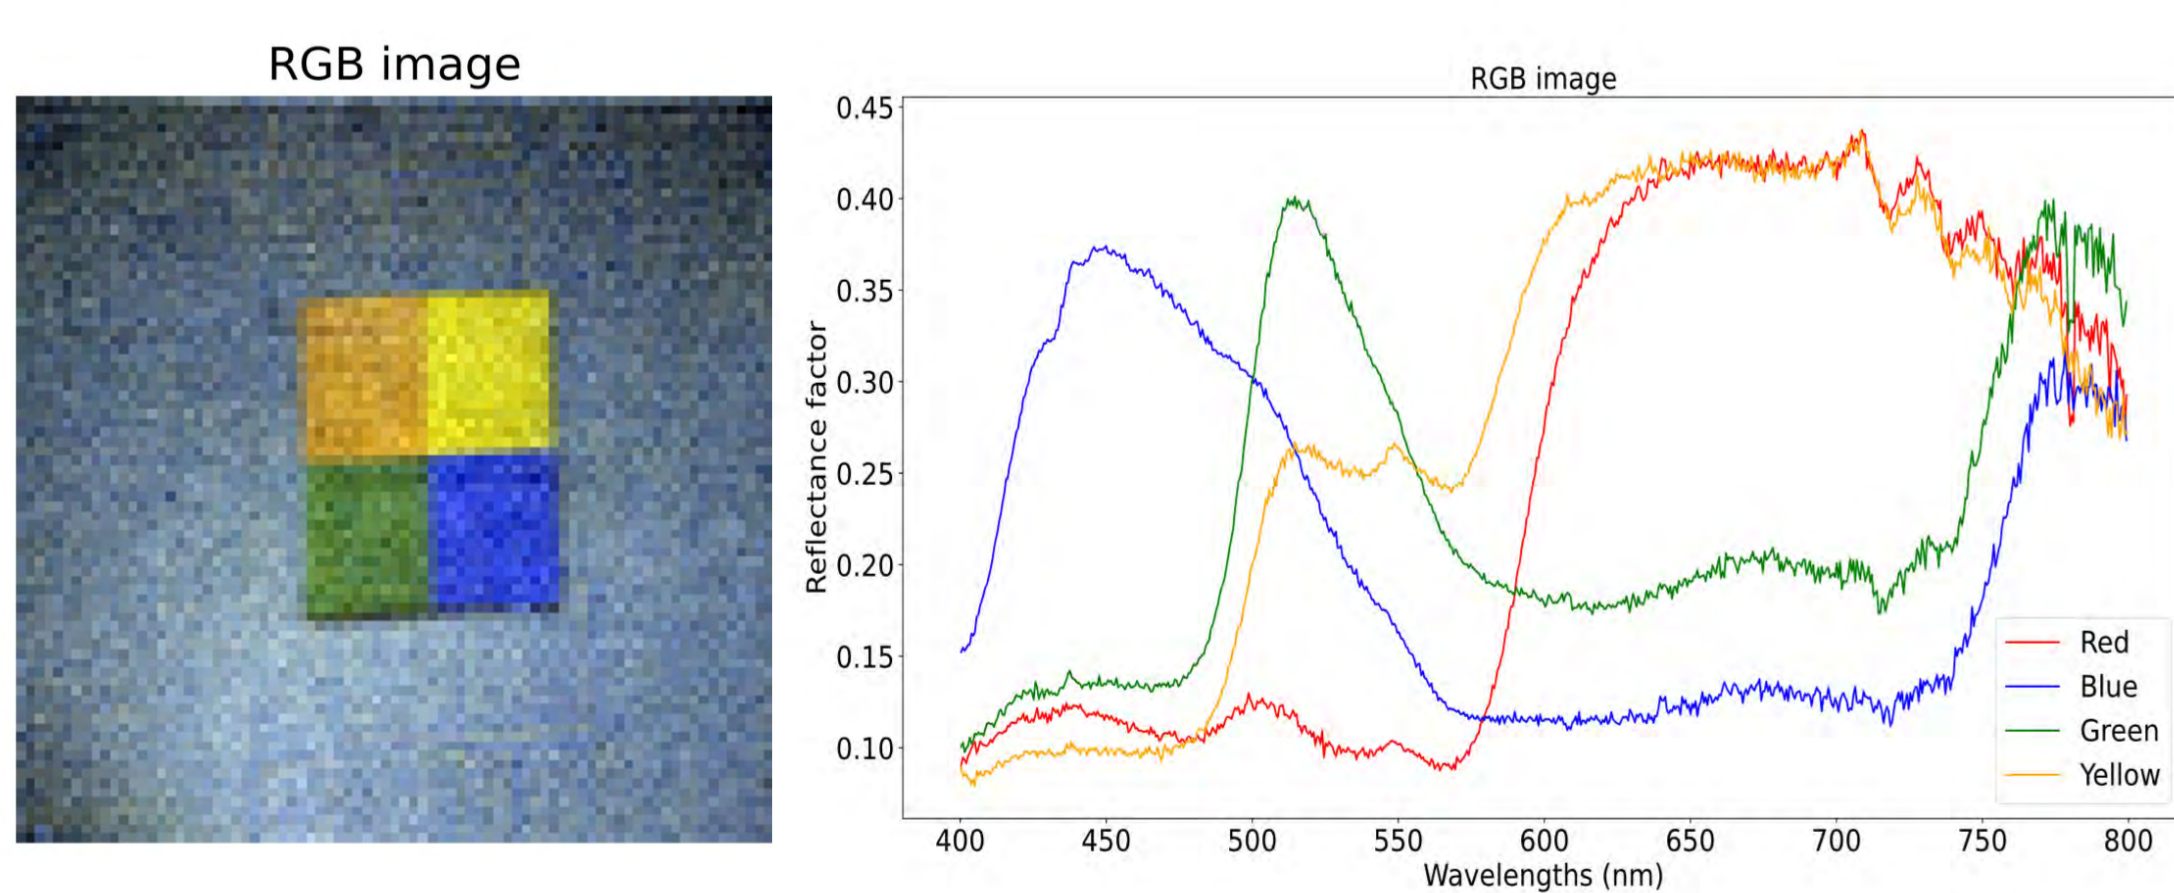 RGB image
RGB image
Reflectance factor
0.45
0.40
0.35
0.30
0.25
0.20
0.15
0.10
400 450 500 550 600 650 700 750 800
Wavelengths (nm)
Red
Blue
Green
Yellow